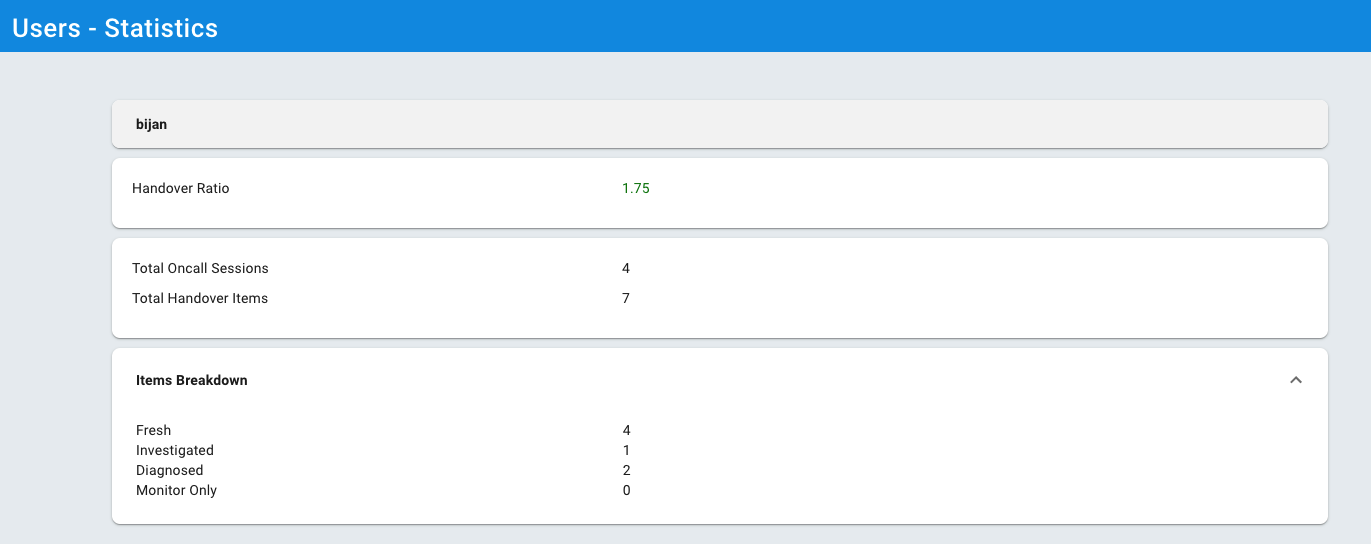 Users - Statistics
bijan
Handover Ratio 1.75
Total Oncall Sessions 4
Total Handover Items 7
Items Breakdown
Fresh 4
Investigated 1
Diagnosed 2
Monitor Only 0